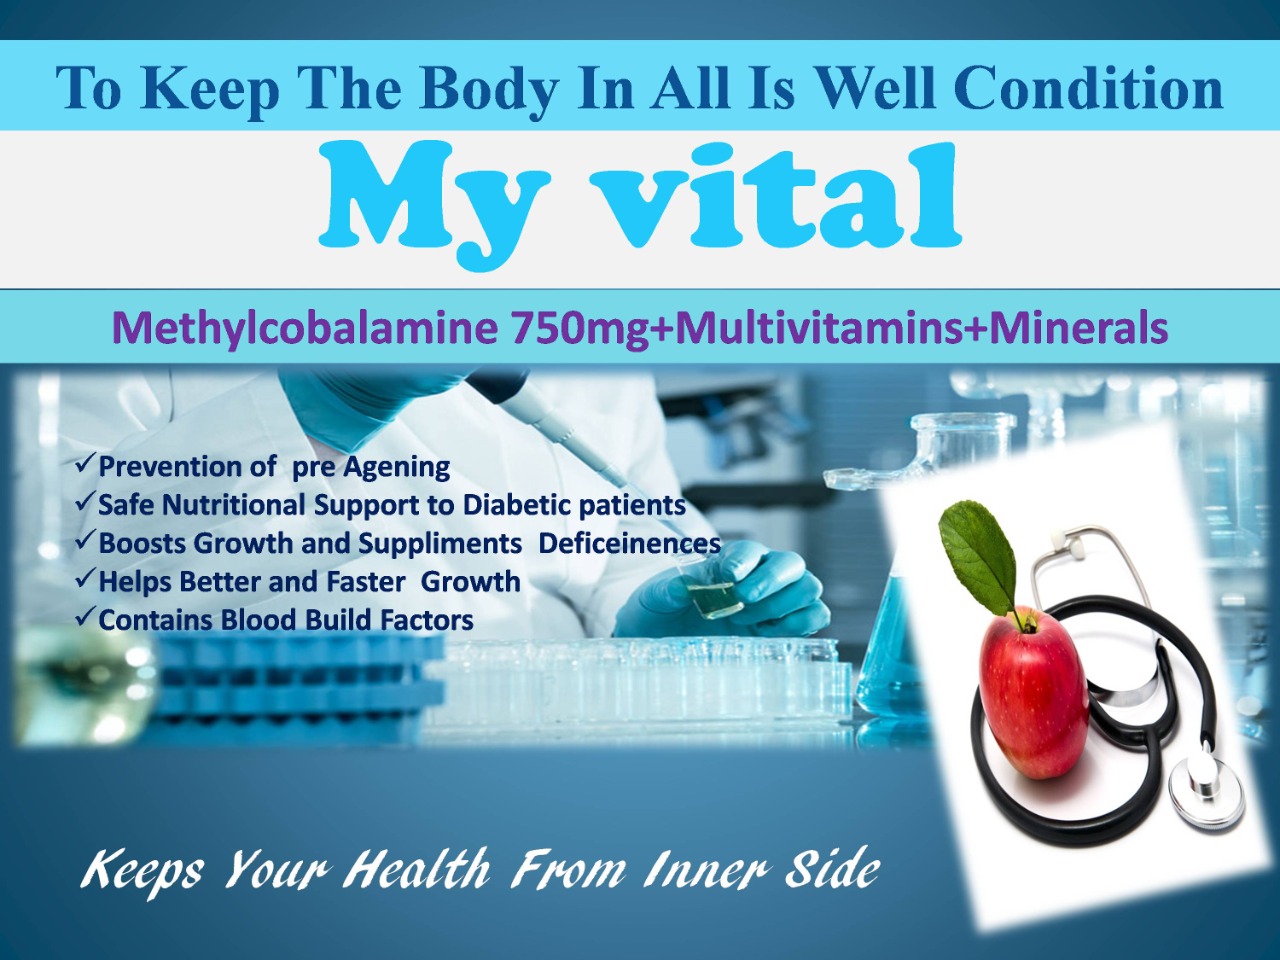 To Keep The Body In All Is Well Condition
My vital
Methylcobalamine 750mg+Multivitamins+Minerals
✓Prevention of  pre Agening
✓Safe Nutritional Support to Diabetic patients
✓Boosts Growth and Suppliments  Deficeinences
✓Helps Better and Faster  Growth
✓Contains Blood Build Factors
Keeps Your Health From Inner Side